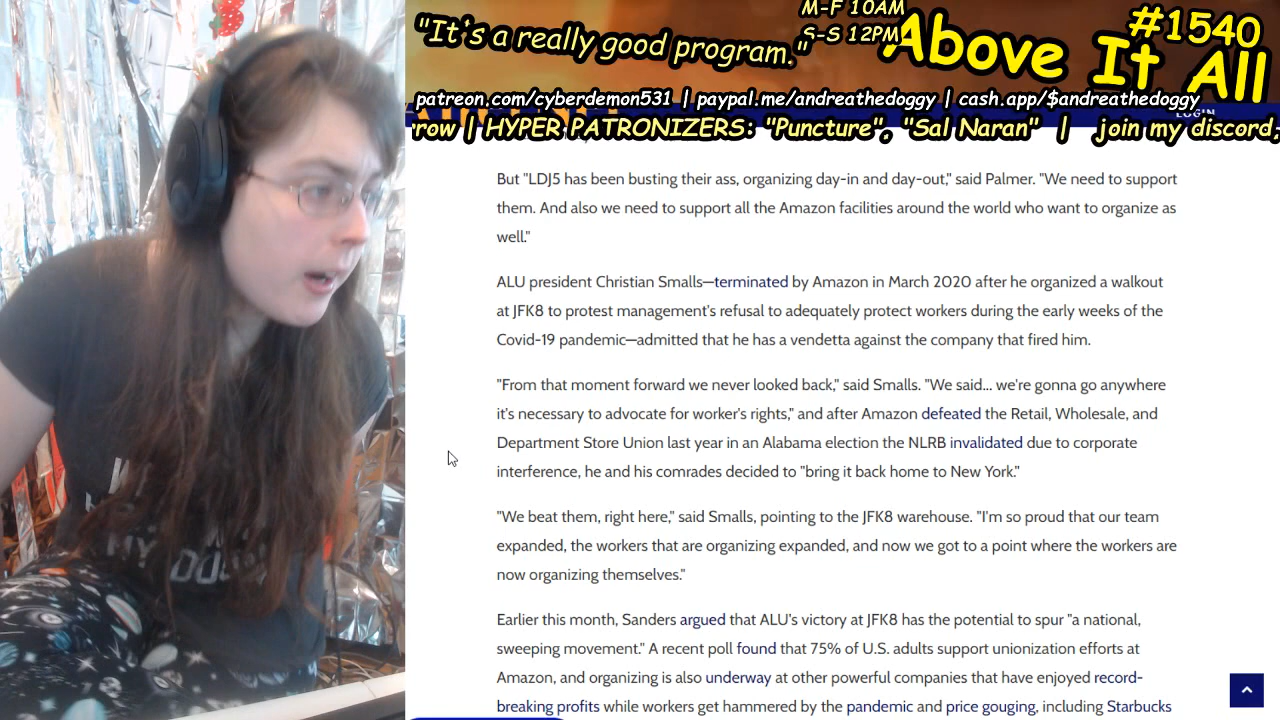 "It's a really good program."
M-F 10AM
S-S 12PM
Above It All
#1540
patreon.com/cyberdemon531 | paypal.me/andreathedoggy | cash.app/$andreathedoggy
LOGIN
row | HYPER PATRONIZERS: "Puncture", "Sal Naran" | join my discord:
But "LDJ5 has been busting their ass, organizing day-in and day-out," said Palmer. "We need to support
them. And also we need to support all the Amazon facilities around the world who want to organize as
well."
ALU president Christian Smalls—terminated by Amazon in March 2020 after he organized a walkout
at JFK8 to protest management's refusal to adequately protect workers during the early weeks of the
Covid-19 pandemic—admitted that he has a vendetta against the company that fired him.
"From that moment forward we never looked back," said Smalls. "We said... we're gonna go anywhere
it's necessary to advocate for worker's rights," and after Amazon defeated the Retail, Wholesale, and
Department Store Union last year in an Alabama election the NLRB invalidated due to corporate
interference, he and his comrades decided to "bring it back home to New York."
"We beat them, right here," said Smalls, pointing to the JFK8 warehouse. "I'm so proud that our team
expanded, the workers that are organizing expanded, and now we got to a point where the workers are
now organizing themselves."
Earlier this month, Sanders argued that ALU's victory at JFK8 has the potential to spur "a national,
sweeping movement." A recent poll found that 75% of U.S. adults support unionization efforts at
Amazon, and organizing is also underway at other powerful companies that have enjoyed record-
breaking profits while workers get hammered by the pandemic and price gouging, including Starbucks